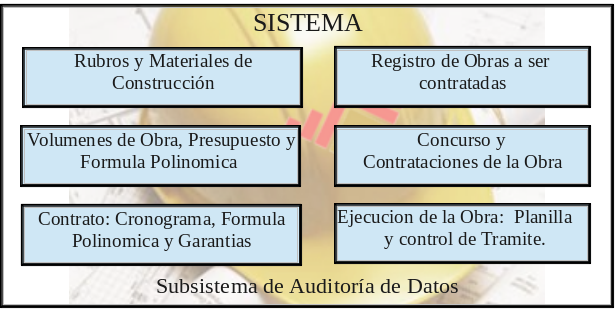 SISTEMA
Rubros y Materiales de
Construcción
Registro de Obras a ser
contratadas
Volumenes de Obra, Presupuesto y
Formula Polinomica
Concurso y
Contrataciones de la Obra
Contrato: Cronograma, Formula
Polinomica y Garantias
Ejecucion de la Obra:  Planilla
y control de Tramite.
Subsistema de Auditoría de Datos